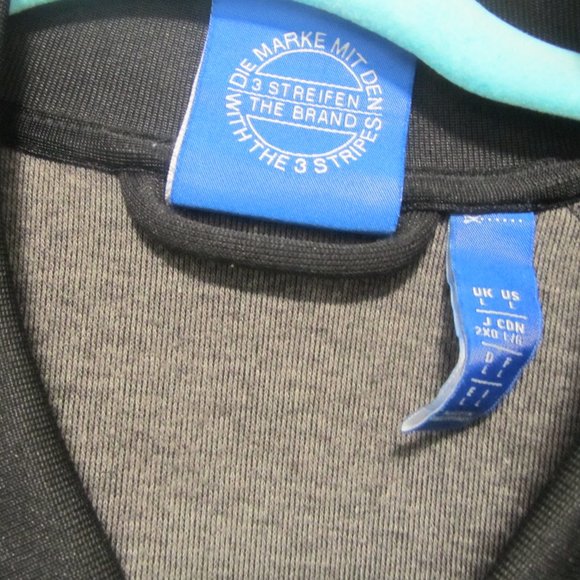 DIE MARKE MIT DEN
3 STREIFEN
THE BRAND
WITH THE 3 STRIPES
UK US
L L
J CDN
2XO L/G
D F
L L
E I
L L